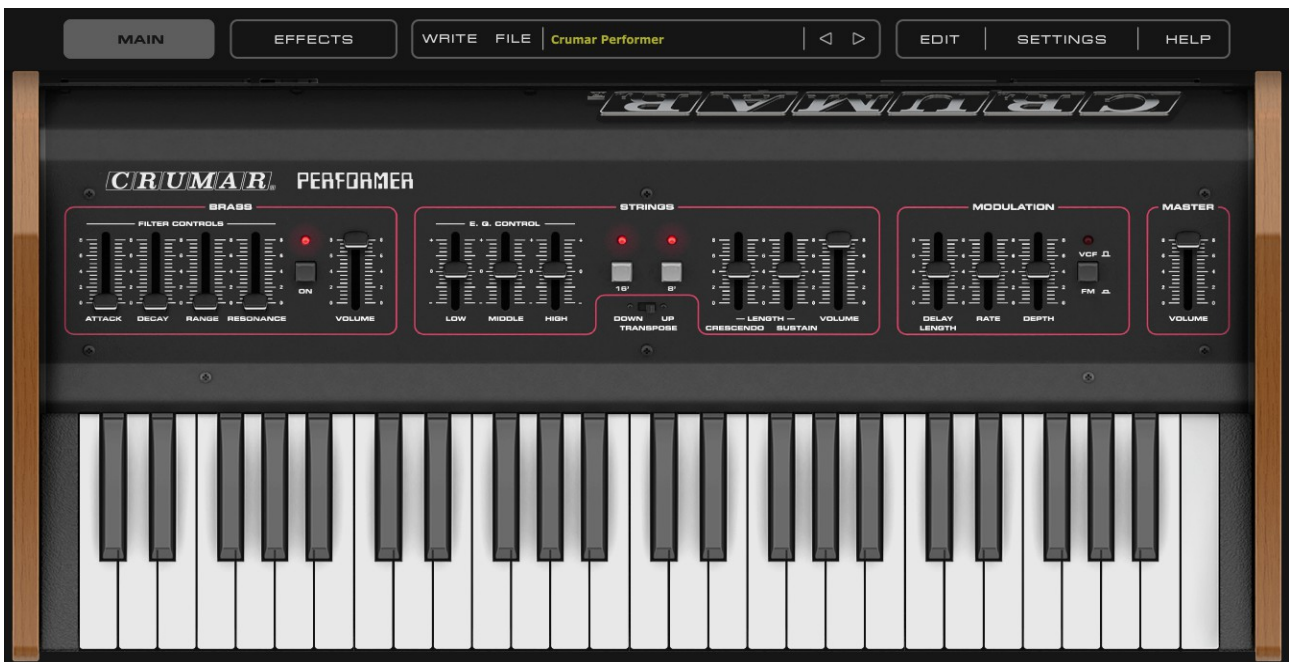 MAIN
EFFECTS
WRITE FILE Crumar Performer
EDIT SETTINGS HELP
CRUMAR
CRUMAR® PERFORMER
BRASS
FILTER CONTROLS
ATTACK DECAY RANGE RESONANCE
ON
VOLUME
STRINGS
E. Q. CONTROL
LOW MIDDLE HIGH
16' 8'
DOWN UP
TRANSPOSE
LENGTH
CRESCENDO SUSTAIN
VOLUME
MODULATION
DELAY LENGTH
RATE DEPTH
VCF
FM
MASTER
VOLUME